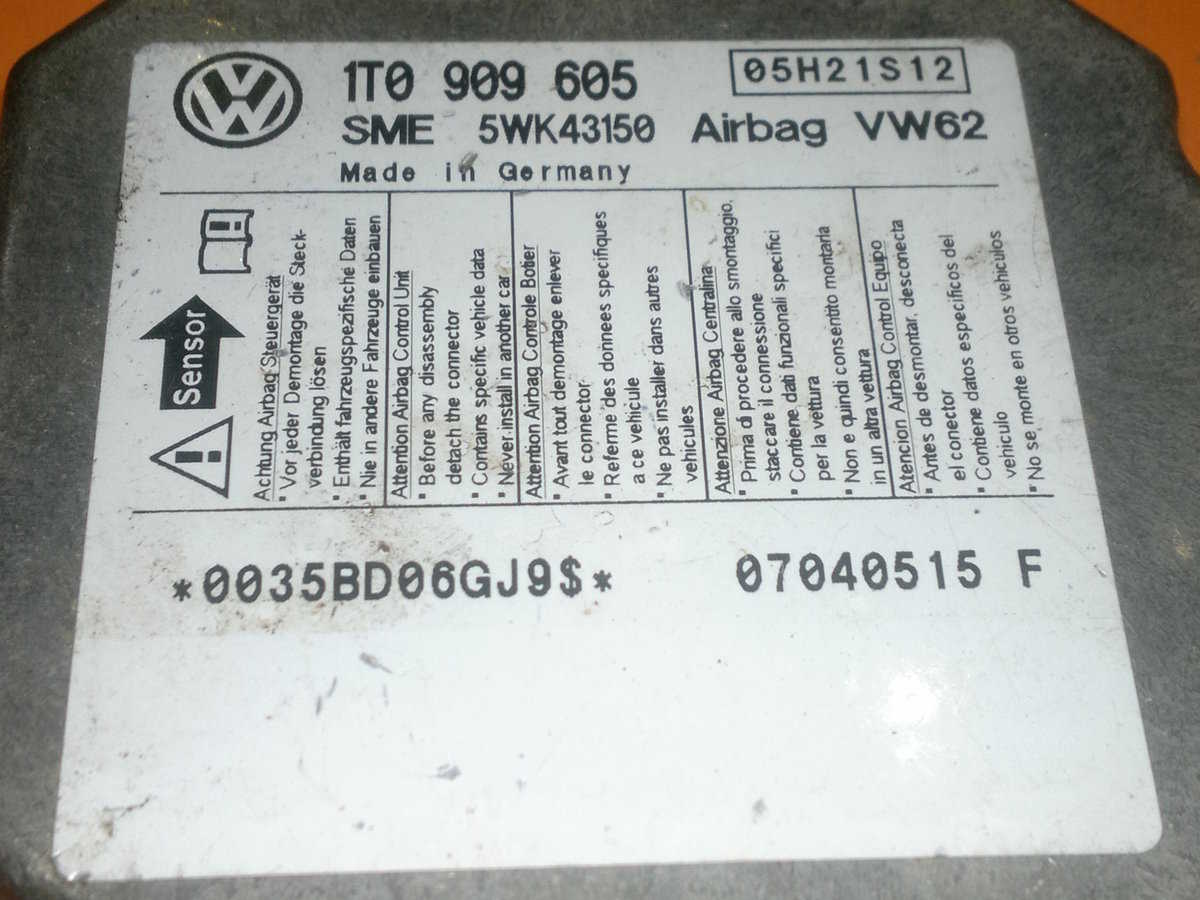 1T0 909 605
05H21S12
SME 5WK43150 Airbag VW62
Made in Germany
Sensor
Achtung Airbag Steuergerät
* Vor jeder Demontage die Steck-
verbindung lösen
* Enthält fahrzeugspezifische Daten
* Nie in andere Fahrzeuge einbauen
Attention Airbag Control Unit
* Before any disassembly
detach the connector
* Contains specific vehicle data
* Never install in another car
Attention Airbag Controle Botier
* Avant tout demontage enlever
le connector
* Referme des donnees specifiques
a ce vehicule
* Ne pas installer dans autres
vehicules
Attenzione Airbag Centralina
* Prima di procedere allo smontaggio,
staccare il connessione
* Contiene dati funzionali specifici
per la vettura
* Non e quindi consentito montarla
in un altra vettura
Atencion Airbag Control Equipo
* Antes de desmontar, desconecta
el conector
* Contiene datos especificos del
vehiculo
* No se monte en otros vehiculos
*0035BD06GJ9$* 07040515 F